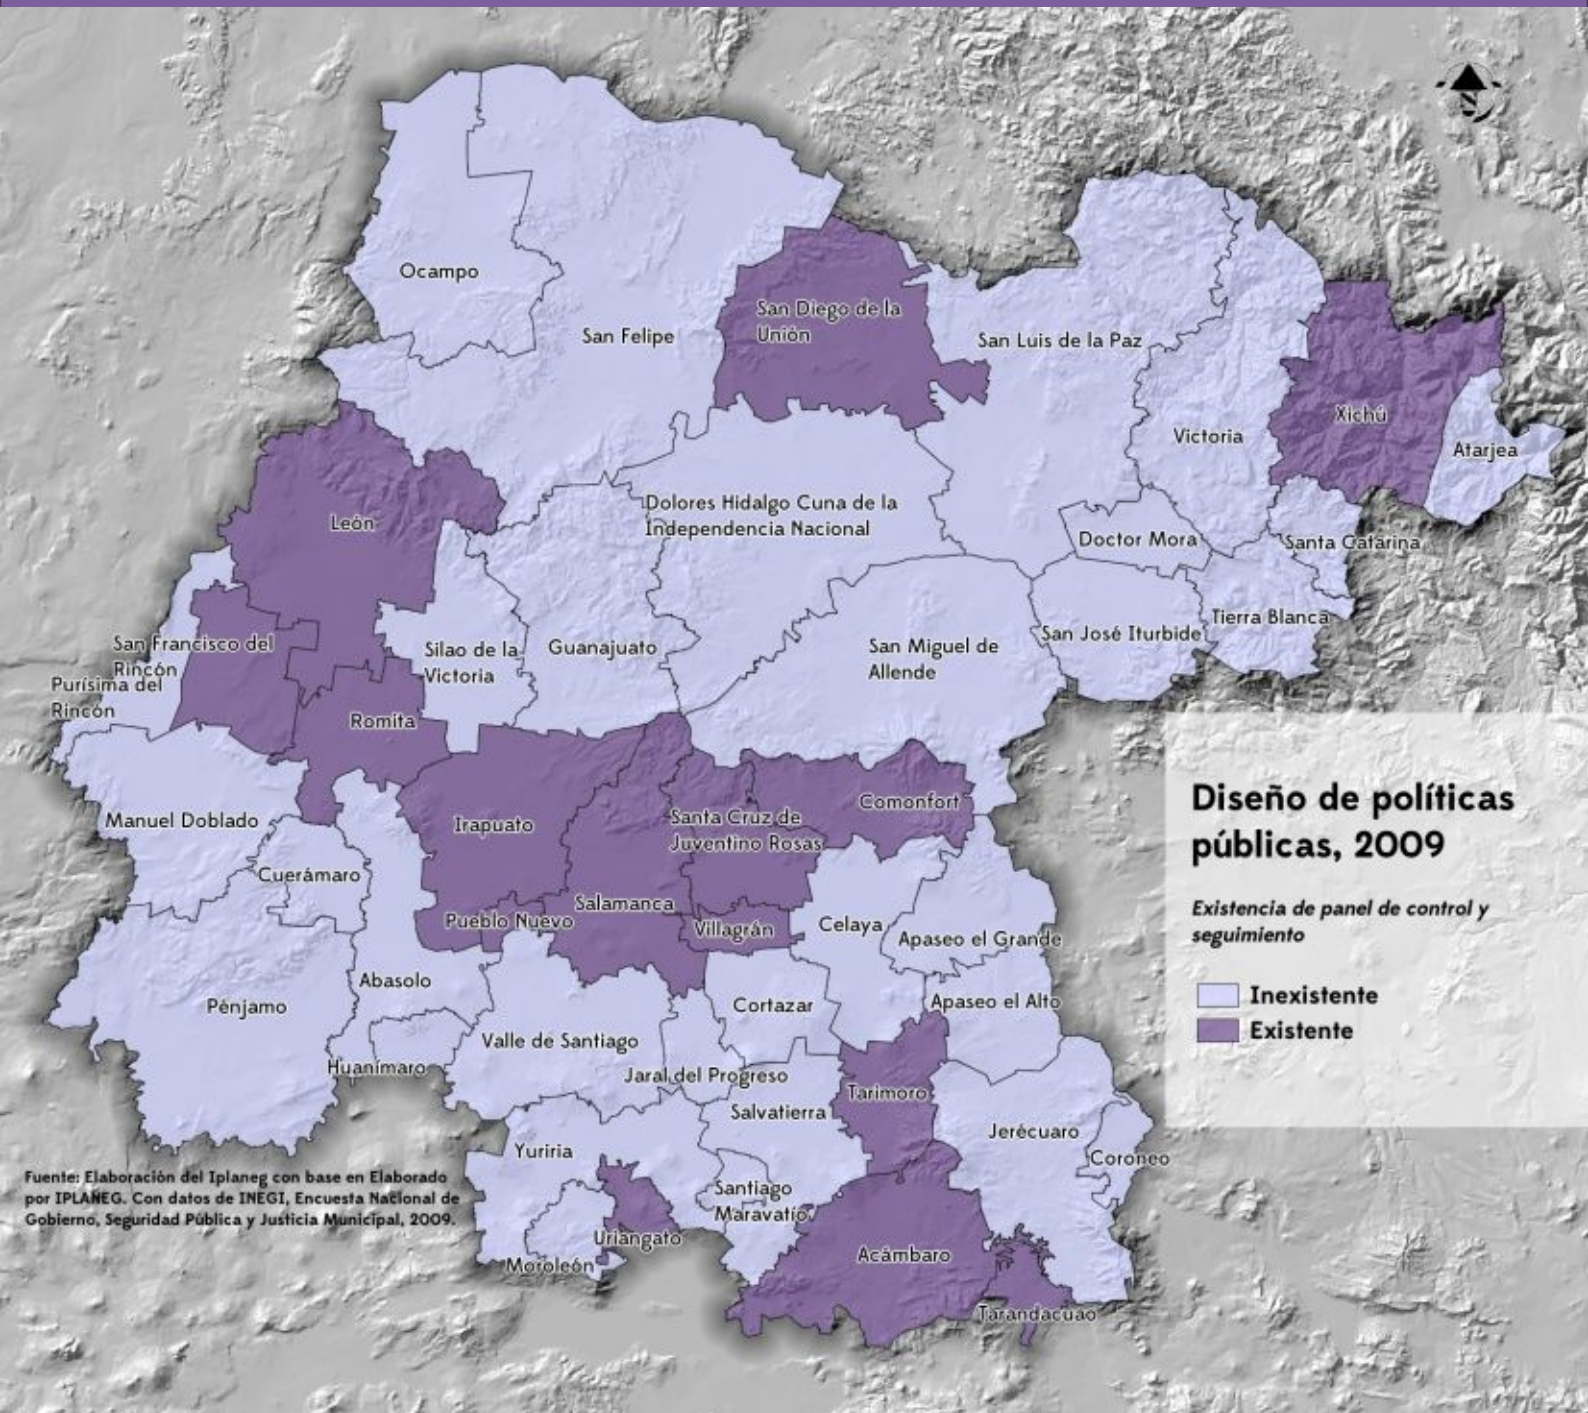 Ocampo
San Felipe
San Diego de la
Unión
San Luis de la Paz
Victoria
Xichú
Atarjea
León
Dolores Hidalgo Cuna de la
Independencia Nacional
Doctor Mora
Santa Catarina
Tierra Blanca
San José Iturbide
San Miguel de
Allende
Guanajuato
Silao de la
Victoria
San Francisco del
Rincón
Purísima del
Rincón
Romita
Manuel Doblado
Irapuato
Santa Cruz de
Juventino Rosas
Comonfort
Cuerámaro
Salamanca
Pueblo Nuevo
Villagrán
Celaya
Apaseo el Grande
Abasolo
Pénjamo
Cortazar
Apaseo el Alto
Valle de Santiago
Huanímaro
Jaral del Progreso
Tarimoro
Salvatierra
Jerécuaro
Coroneo
Yuriria
Santiago
Maravatío
Uriangato
Moroleón
Acámbaro
Tarandacuao
Diseño de políticas
públicas, 2009
Existencia de panel de control y
seguimiento
Inexistente
Existente
Fuente: Elaboración del Iplaneg con base en Elaborado
por IPLANEG. Con datos de INEGI, Encuesta Nacional de
Gobierno, Seguridad Pública y Justicia Municipal, 2009.